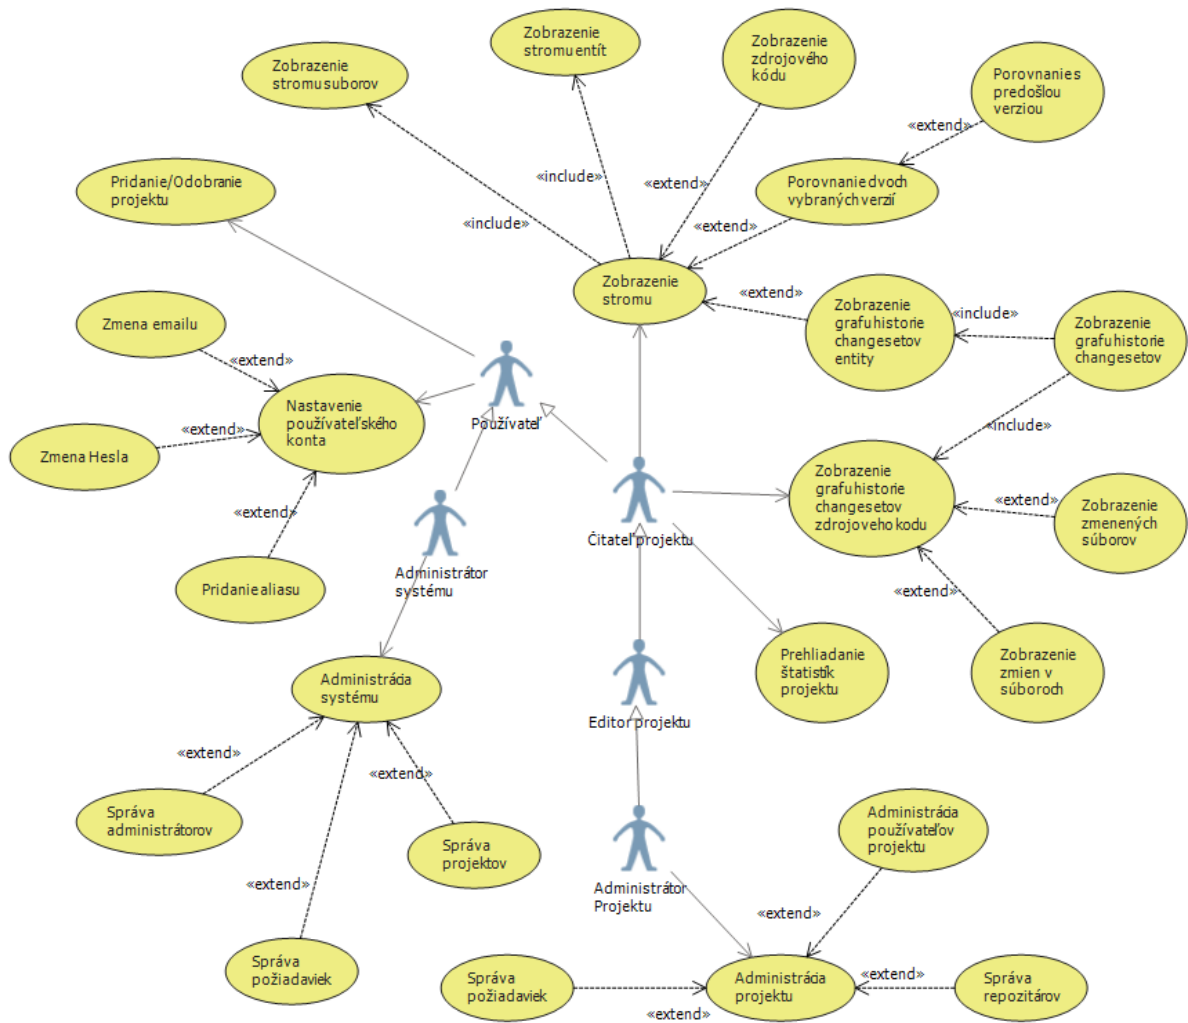 Zobrazenie
stromu entít
Zobrazenie
zdrojového
kódu
Zobrazenie
stromu suborov
Porovnanie s
predošlou
verziou
«extend»
«include»
«extend»
Porovnanie dvoch
vybraných verzií
Pridanie/Odobranie
projektu
«include»
«extend»
Zobrazenie
stromu
«extend»
Zobrazenie
grafu historie
changesetov
entity
«include»
Zobrazenie
grafu historie
changesetov
Zmena emailu
«extend»
Nastavenie
používateľského
konta
Používateľ
«extend»
Zmena Hesla
«include»
Zobrazenie
grafu historie
changesetov
zdrojoveho kodu
«extend»
Zobrazenie
zmenených
súborov
«extend»
Čitateľ projektu
Administrátor
systému
Pridanie aliasu
«extend»
Zobrazenie
zmien v
súboroch
Prehliadanie
štatistík
projektu
Administrácia
systému
Editor projektu
«extend»
«extend»
Správa
administrátorov
Správa
projektov
Administrácia
používateľov
projektu
«extend»
Administrátor
Projektu
«extend»
Správa
požiadaviek
Správa
požiadaviek
«extend»
Administrácia
projektu
«extend»
Správa
repozitárov